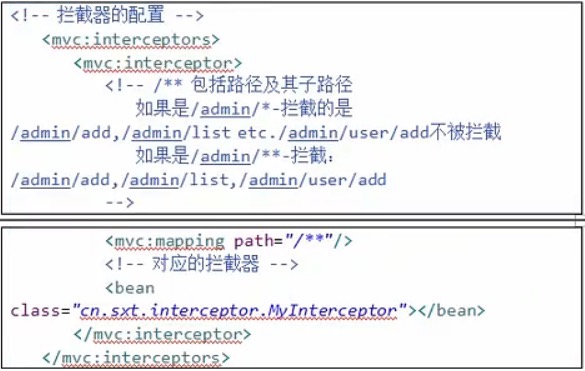 <!-- 拦截器的配置 -->
<mvc:interceptors>
<mvc:interceptor>
<!-- /** 包括路径及其子路径
如果是/admin/*-拦截的是
/admin/add,/admin/list etc./admin/user/add不被拦截
如果是/admin/**-拦截：
/admin/add,/admin/list,/admin/user/add
-->
<mvc:mapping path="/**"/>
<!-- 对应的拦截器 -->
<bean
class="cn.sxt.interceptor.MyInterceptor"></bean>
</mvc:interceptor>
</mvc:interceptors>